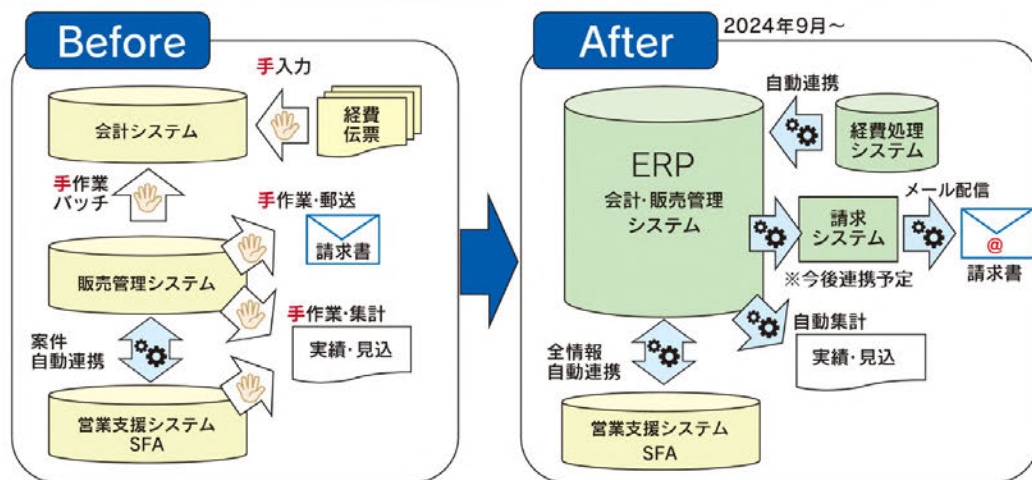 Before
手入力
会計システム
経費
伝票
手作業
バッチ
手作業・郵送
請求書
販売管理システム
手作業・集計
案件
自動連携
実績・見込
営業支援システム
SFA
After
2024年9月～
自動連携
経費処理
システム
ERP
会計・販売管理
システム
メール配信
請求
システム
@
請求書
※今後連携予定
自動集計
全情報
自動連携
実績・見込
営業支援システム
SFA